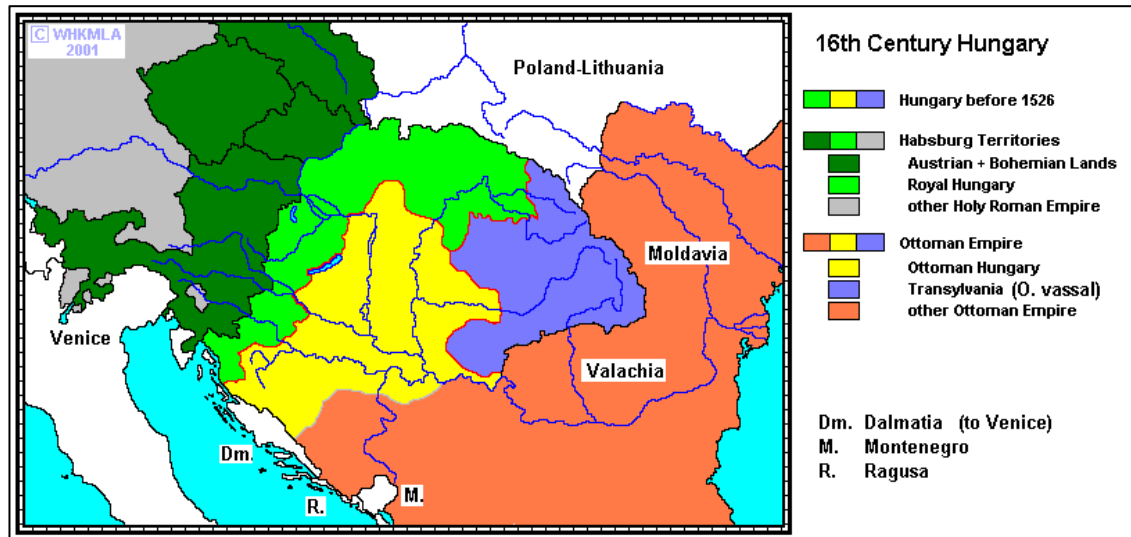 C WHKMLA
2001
Poland-Lithuania
Moldavia
Venice
Valachia
Dm.
R.
M.
16th Century Hungary
Hungary before 1526
Habsburg Territories
Austrian + Bohemian Lands
Royal Hungary
other Holy Roman Empire
Ottoman Empire
Ottoman Hungary
Transylvania (O. vassal)
other Ottoman Empire
Dm. Dalmatia (to Venice)
M. Montenegro
R. Ragusa